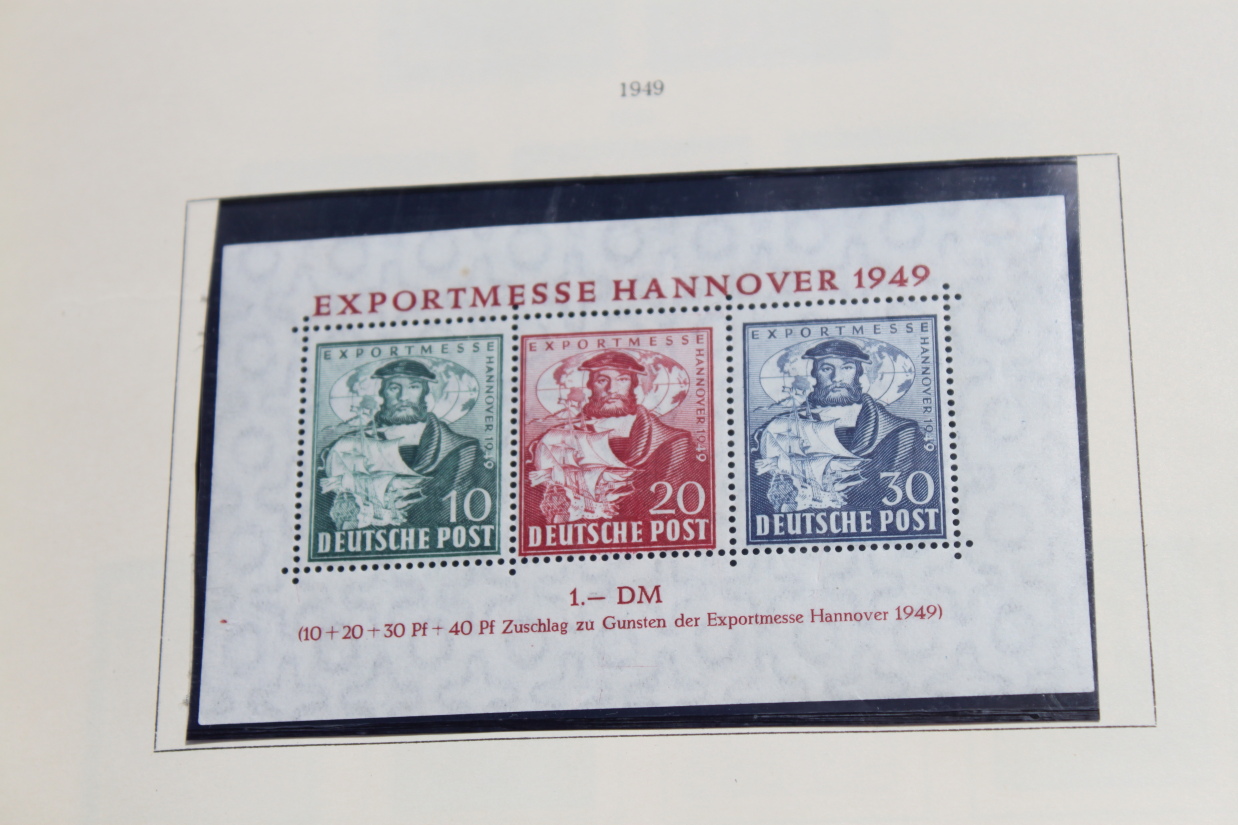 1949
EXPORTMESSE HANNOVER 1949
EXPORTMESSE
HANNOVER 1949
10
DEUTSCHE POST
EXPORTMESSE
HANNOVER 1949
20
DEUTSCHE POST
EXPORTMESSE
HANNOVER 1949
30
DEUTSCHE POST
1.— DM
(10+20+30 Pf+40 Pf Zuschlag zu Gunsten der Exportmesse Hannover 1949)